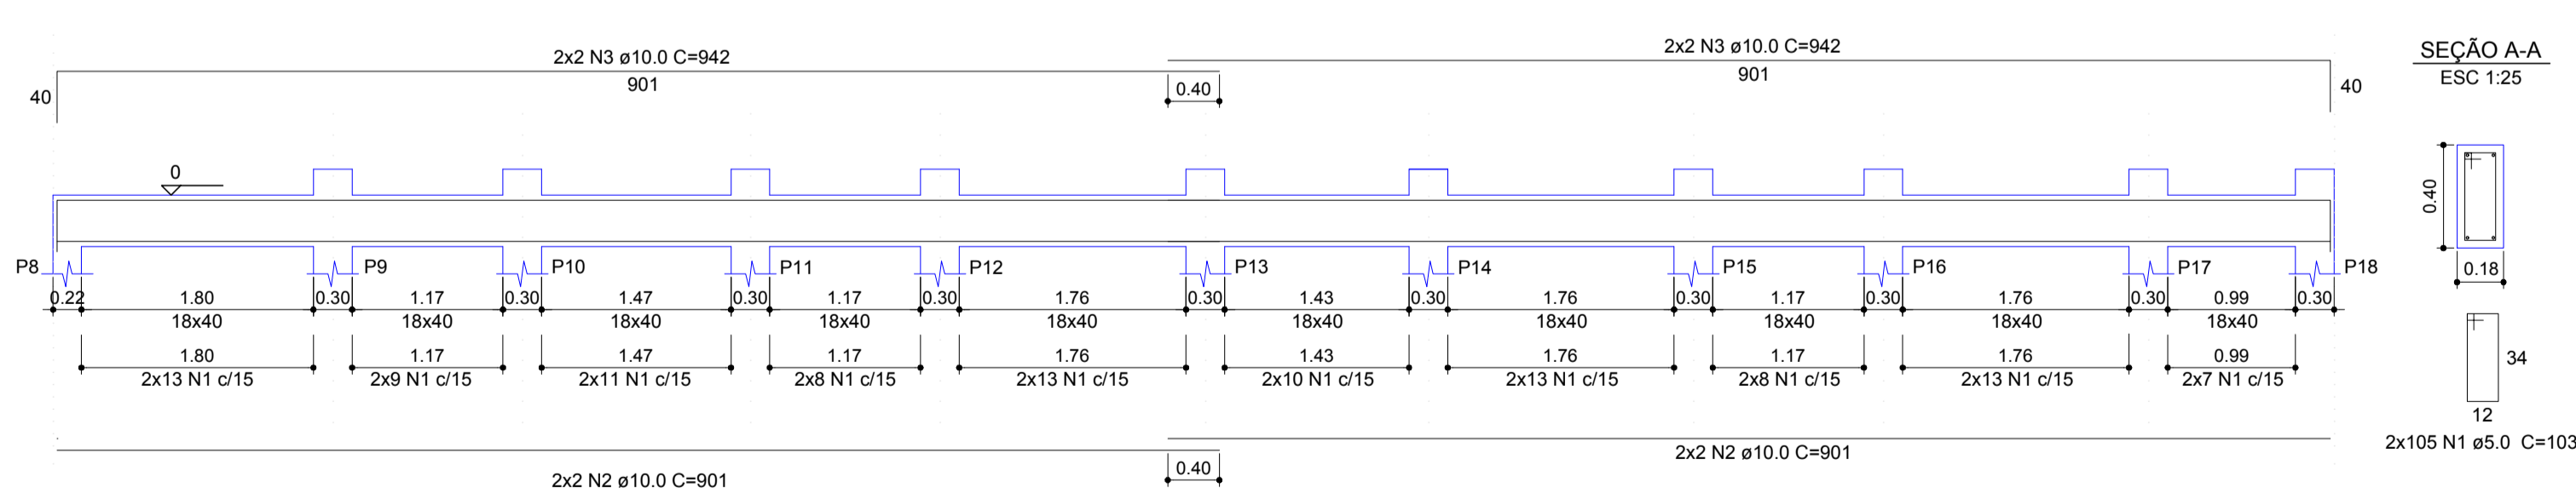 2x2 N3 ø10.0 C=942
901
40
0.40
2x2 N3 ø10.0 C=942
901
40
SEÇÃO A-A
ESC 1:25
0
0.40
0.18
P8
P9
P10
P11
P12
P13
P14
P15
P16
P17
P18
0.22 1.80 0.30 1.17 0.30 1.47 0.30 1.17 0.30 1.76 0.30 1.43 0.30 1.76 0.30 1.17 0.30 1.76 0.30 0.99 0.30
18x40 18x40 18x40 18x40 18x40 18x40 18x40 18x40 18x40 18x40
1.80 1.17 1.47 1.17 1.76 1.43 1.76 1.17 1.76 0.99
2x13 N1 c/15 2x9 N1 c/15 2x11 N1 c/15 2x8 N1 c/15 2x13 N1 c/15 2x10 N1 c/15 2x13 N1 c/15 2x8 N1 c/15 2x13 N1 c/15 2x7 N1 c/15
34
12
2x105 N1 ø5.0 C=103
2x2 N2 ø10.0 C=901
0.40
2x2 N2 ø10.0 C=901